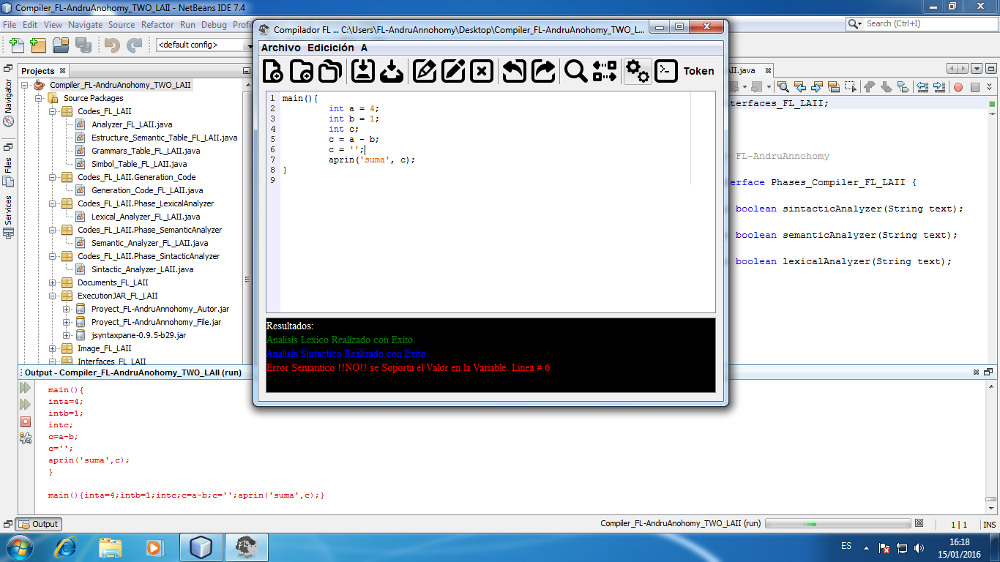 Compiler_FL-AndruAnohomy_TWO_LAII - NetBeans IDE 7.4
File Edit View Navigate Source Refactor Run Debug Profi
Search (Ctrl+I)
<default config>
Projects
Navigator
Files
Services
Compiler_FL-AndruAnohomy_TWO_LAII
Source Packages
Codes_FL_LAII
Analyzer_FL_LAII.java
Estructure_Semantic_Table_FL_LAII.java
Grammars_Table_FL_LAII.java
Simbol_Table_FL_LAII.java
Codes_FL_LAII.Generation_Code
Generation_Code_FL_LAII.java
Codes_FL_LAII.Phase_LexicalAnalyzer
Lexical_Analyzer_FL_LAII.java
Codes_FL_LAII.Phase_SemanticAnalyzer
Semantic_Analyzer_FL_LAII.java
Codes_FL_LAII.Phase_SintacticAnalyzer
Sintactic_Analyzer_LAII.java
Documents_FL_LAII
ExecutionJAR_FL_LAII
Proyect_FL-AndruAnnohomy_Autor.jar
Proyect_FL-AndruAnnohomy_File.jar
jsyntaxpane-0.9.5-b29.jar
Image_FL_LAII
Interfaces_FL_LAII
Compilador FL ... C:\Users\FL-AndruAnnohomy\Desktop\Compiler_FL-AndruAnohomy_TWO_L...
Archivo Edicición A
Token
1 main(){
2 int a = 4;
3 int b = 1;
4 int c;
5 c = a - b;
6 c = '';
7 aprin('suma', c);
8 }
9
Resultados:
Analisis Lexico Realizado con Exito.
Analisis Sintactico Realizado con Exito.
Error Semantico !!NO!! se Soporta el Valor en la Variable. Linea # 6
AII.java
terfaces_FL_LAII;
FL-AndruAnnohomy
erface Phases_Compiler_FL_LAII {
boolean sintacticAnalyzer(String text);
boolean semanticAnalyzer(String text);
boolean lexicalAnalyzer(String text);
Output - Compiler_FL-AndruAnohomy_TWO_LAII (run)
main(){
inta=4;
intb=1;
intc;
c=a-b;
c='';
aprin('suma',c);
}
main(){inta=4;intb=1;intc;c=a-b;c='';aprin('suma',c);}
Output
Compiler_FL-AndruAnohomy_TWO_LAII (run)
1 | 1
INS
ES
16:18
15/01/2016